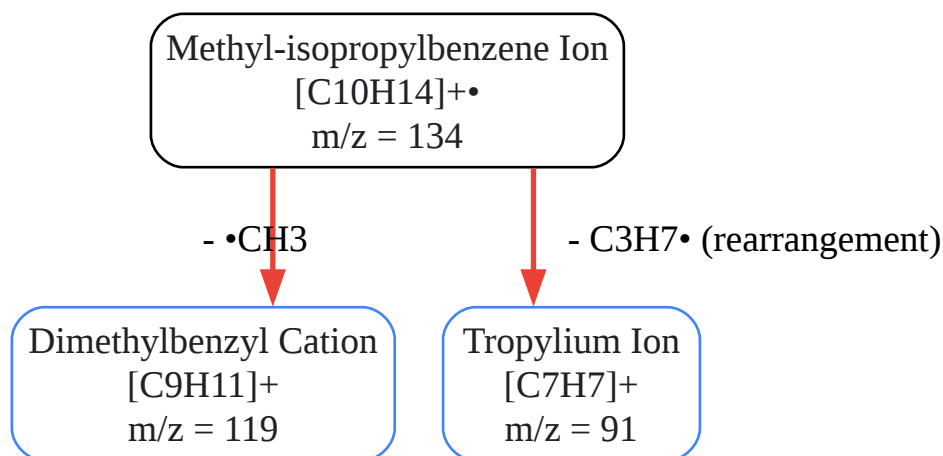 Methyl-isopropylbenzene Ion
[C10H14]+•
m/z = 134
- •CH3
- C3H7• (rearrangement)
Dimethylbenzyl Cation
[C9H11]+
m/z = 119
Tropylium Ion
[C7H7]+
m/z = 91